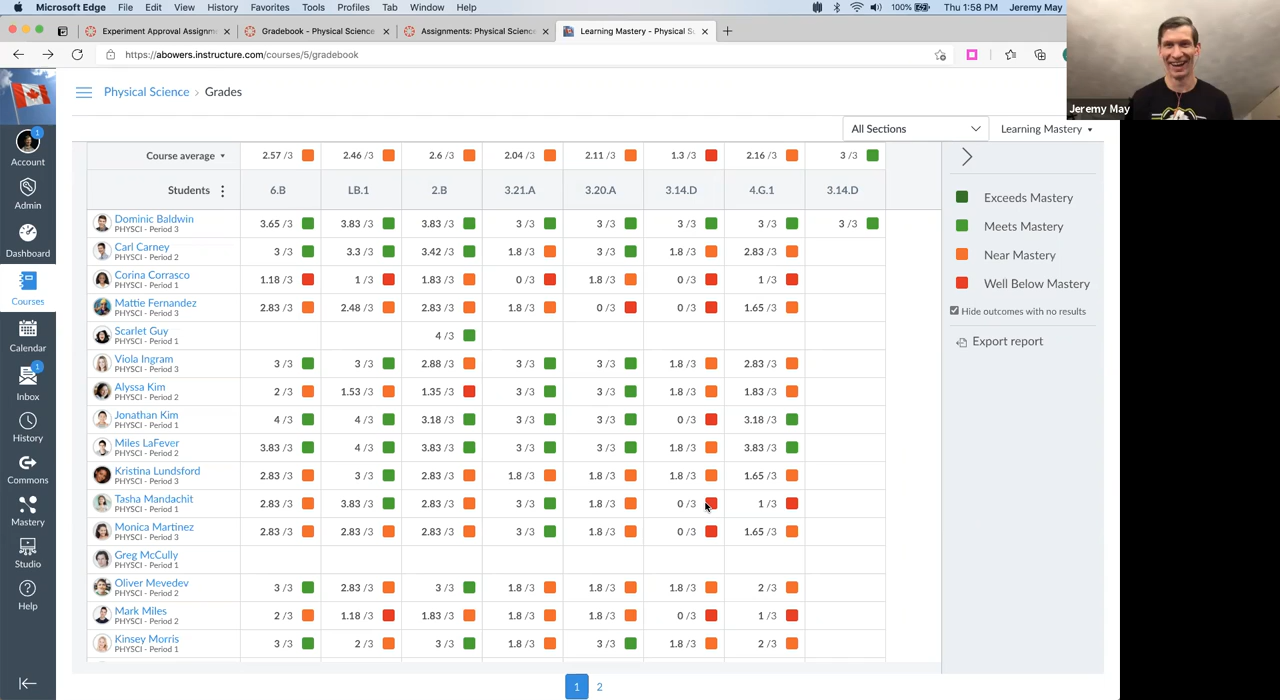 Microsoft Edge File Edit View History Favorites Tools Profiles Tab Window Help 100% Thu 1:58 PM Jeremy May
Experiment Approval Assignm × Gradebook - Physical Science × Assignments: Physical Science × Learning Mastery - Physical S × +
https://abowers.instructure.com/courses/5/gradebook
Jeremy May
Physical Science › Grades
All Sections Learning Mastery
Course average 2.57 /3 2.46 /3 2.6 /3 2.04 /3 2.11 /3 1.3 /3 2.16 /3 3 /3
Students 6.B LB.1 2.B 3.21.A 3.20.A 3.14.D 4.G.1 3.14.D
Dominic Baldwin 3.65 /3 3.83 /3 3.83 /3 3 /3 3 /3 3 /3 3 /3 3 /3
PHYSCI - Period 3
Carl Carney 3 /3 3.3 /3 3.42 /3 1.8 /3 3 /3 1.8 /3 2.83 /3
PHYSCI - Period 2
Corina Corrasco 1.18 /3 1 /3 1.83 /3 0 /3 1.8 /3 0 /3 1 /3
PHYSCI - Period 1
Mattie Fernandez 2.83 /3 2.48 /3 2.83 /3 1.8 /3 0 /3 0 /3 1.65 /3
PHYSCI - Period 3
Scarlet Guy 4 /3
PHYSCI - Period 1
Viola Ingram 3 /3 3 /3 2.88 /3 3 /3 3 /3 1.8 /3 2.83 /3
PHYSCI - Period 3
Alyssa Kim 2 /3 1.53 /3 1.35 /3 3 /3 3 /3 1.8 /3 1.83 /3
PHYSCI - Period 2
Jonathan Kim 4 /3 4 /3 3.18 /3 3 /3 3 /3 0 /3 3.18 /3
PHYSCI - Period 1
Miles LaFever 3.83 /3 4 /3 3.83 /3 3 /3 3 /3 1.8 /3 3.83 /3
PHYSCI - Period 2
Kristina Lundsford 2.83 /3 3 /3 2.83 /3 1.8 /3 1.8 /3 1.8 /3 1.65 /3
PHYSCI - Period 3
Tasha Mandachit 2.83 /3 3.83 /3 2.83 /3 3 /3 1.8 /3 0 /3 1 /3
PHYSCI - Period 1
Monica Martinez 2.83 /3 2.83 /3 2.83 /3 3 /3 1.8 /3 0 /3 1.65 /3
PHYSCI - Period 2
Greg McCully
PHYSCI - Period 1
Oliver Mevedev 3 /3 2.83 /3 3 /3 1.8 /3 1.8 /3 1.8 /3 2 /3
PHYSCI - Period 2
Mark Miles 2 /3 1.18 /3 1.83 /3 1.8 /3 1.8 /3 0 /3 1 /3
PHYSCI - Period 2
Kinsey Morris 3 /3 2 /3 3 /3 1.8 /3 3 /3 1.8 /3 2 /3
PHYSCI - Period 1
1 2
Exceeds Mastery
Meets Mastery
Near Mastery
Well Below Mastery
Hide outcomes with no results
Export report
1
Account
Admin
Dashboard
Courses
Calendar
1
Inbox
History
Commons
Mastery
Studio
Help